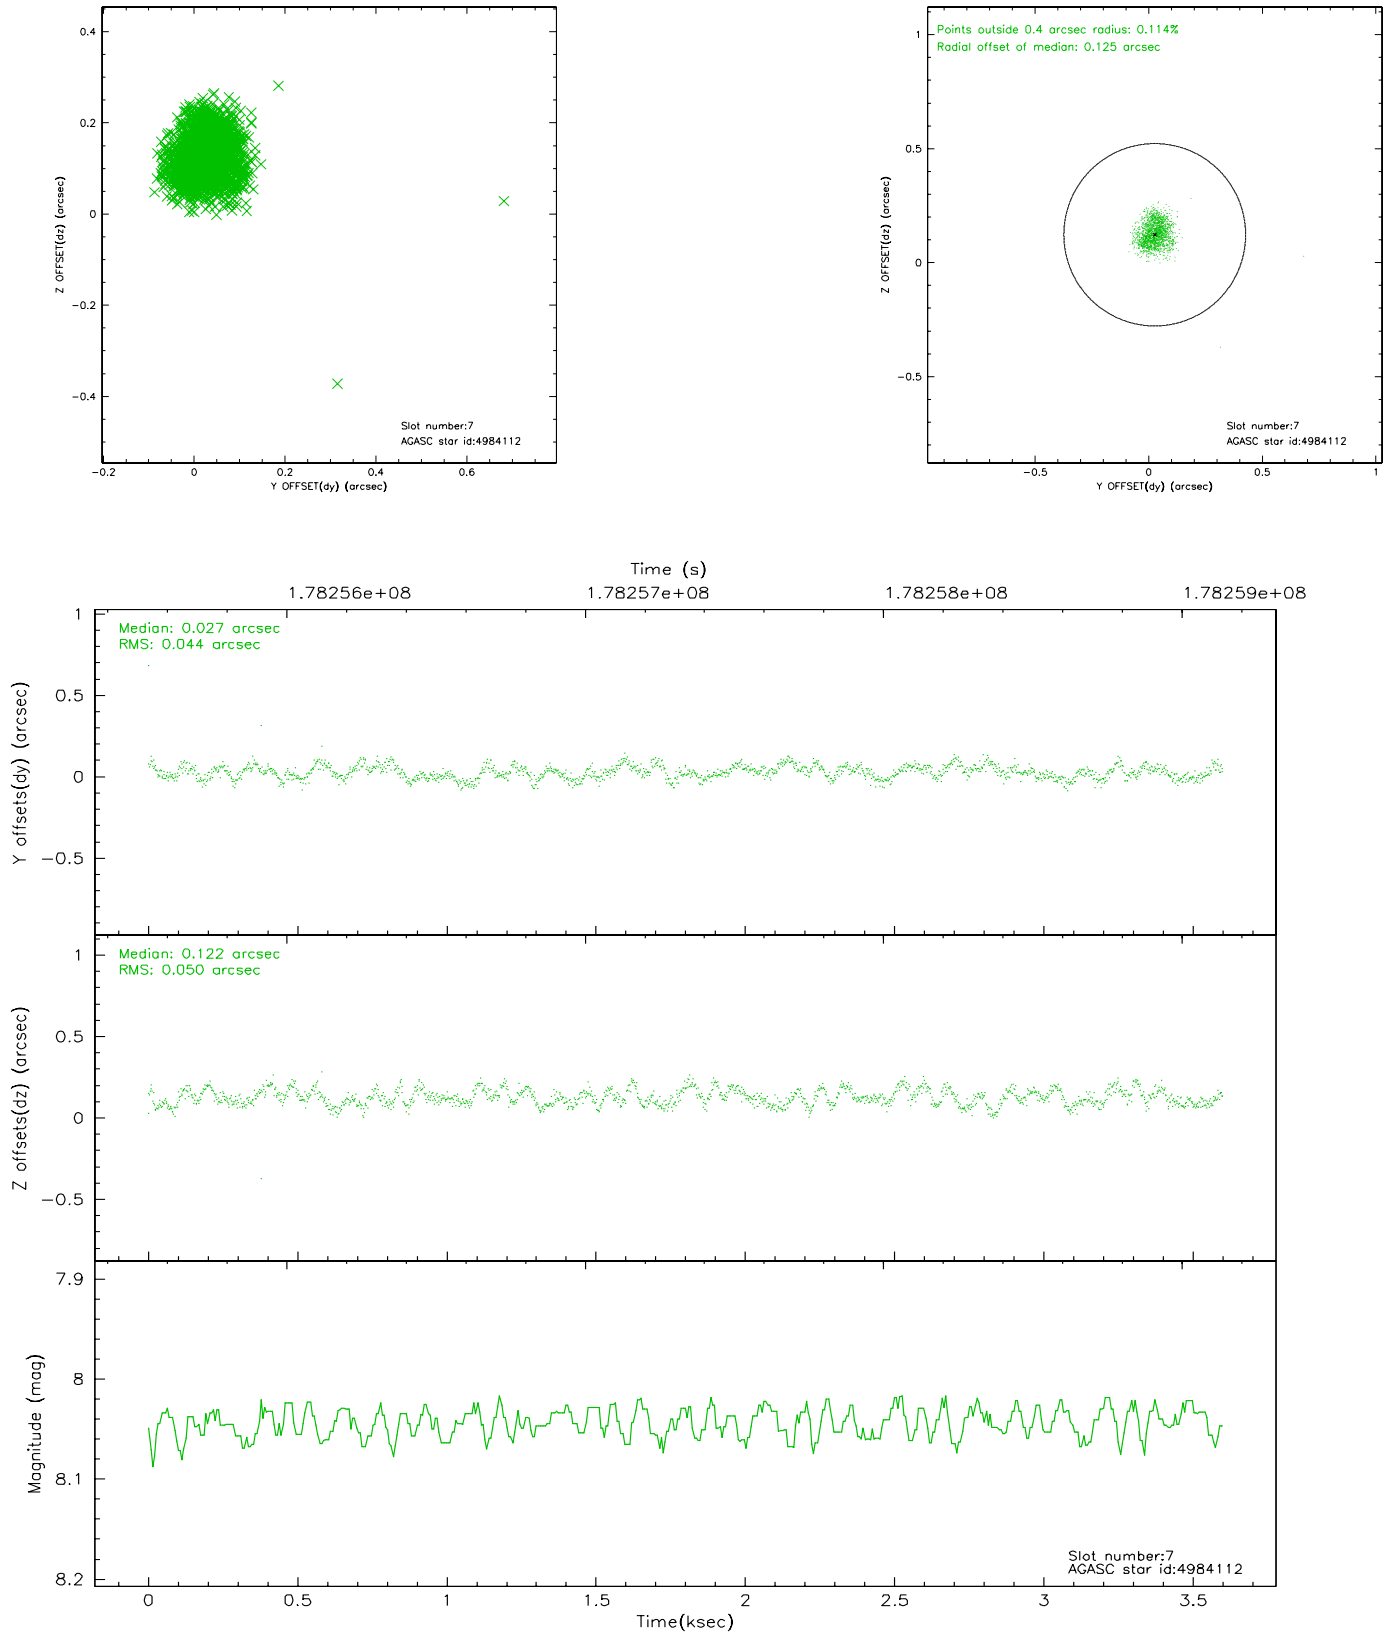 0.4
0.2
0
−0.2
−0.4
Z OFFSET(dz) (arcsec)
Slot number:7
AGASC star id:4984112
−0.2
0
0.2
0.4
0.6
Y OFFSET(dy) (arcsec)
Points outside 0.4 arcsec radius: 0.114%
Radial offset of median: 0.125 arcsec
1
0.5
0
−0.5
Z OFFSET(dz) (arcsec)
Slot number:7
AGASC star id:4984112
−0.5
0
0.5
1
Y OFFSET(dy) (arcsec)
Time (s)
1.78256e+08
1.78257e+08
1.78258e+08
1.78259e+08
Median: 0.027 arcsec
RMS: 0.044 arcsec
1
0.5
0
−0.5
Y offsets(dy) (arcsec)
Median: 0.122 arcsec
RMS: 0.050 arcsec
1
0.5
0
−0.5
Z offsets(dz) (arcsec)
7.9
8
8.1
8.2
Magnitude (mag)
Slot number:7
AGASC star id:4984112
0
0.5
1
1.5
2
2.5
3
3.5
Time(ksec)